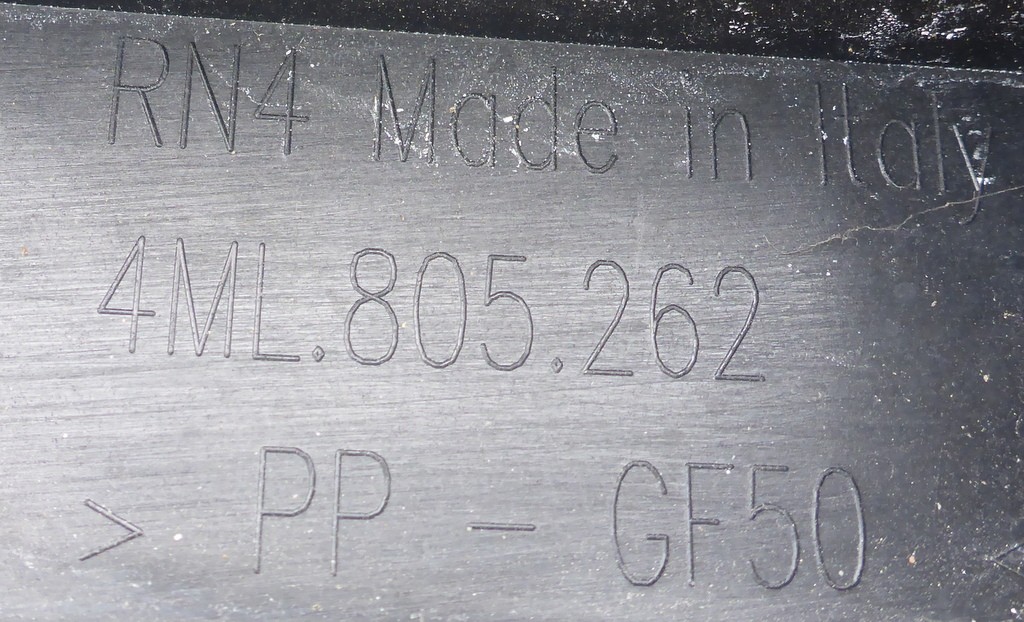 RN4 Made in Italy
4ML.805.262
> PP - GF50 <